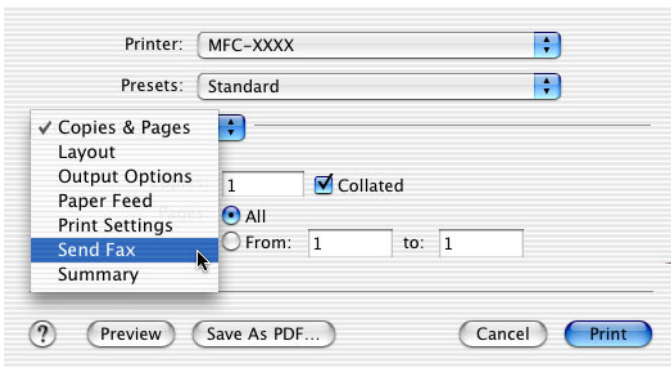 Printer: MFC-XXXX
Presets: Standard
✓ Copies & Pages
Layout
Output Options
Paper Feed
Print Settings
Send Fax
Summary
1 Collated
Pages
All
From: 1 to: 1
? Preview Save As PDF... Cancel Print